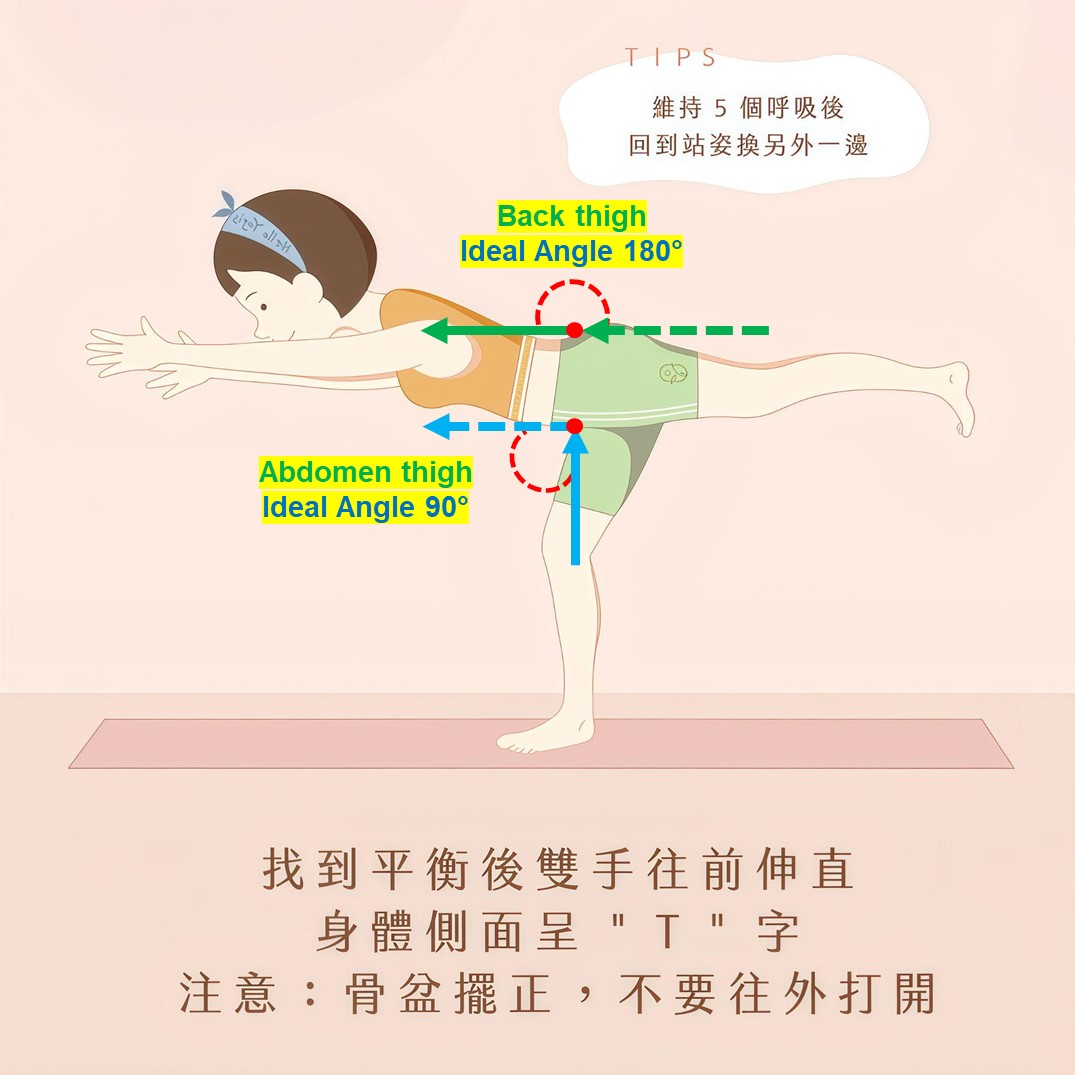 TIPS
維持 5 個呼吸後
回到站姿換另外一邊
Back thigh
Ideal Angle 180°
Abdomen thigh
Ideal Angle 90°
找到平衡後雙手往前伸直
身體側面呈 " T " 字
注意：骨盆擺正，不要往外打開